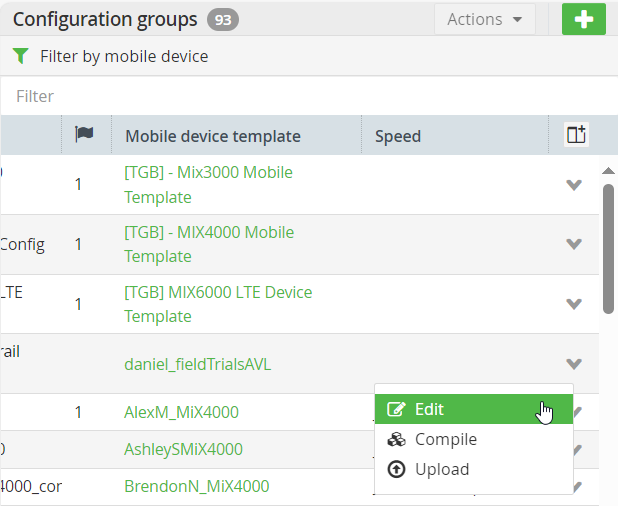 Configuration groups 93 Actions
Filter by mobile device
Filter
Mobile device template Speed
1 [TGB] - Mix3000 Mobile
Template
Config 1 [TGB] - MIX4000 Mobile
Template
LTE 1 [TGB] MIX6000 LTE Device
Template
rail
daniel_fieldTrialsAVL
1 AlexM_MiX4000 Edit
AshleySMiX4000 Compile
4000_cor BrendonN_MiX4000 Upload